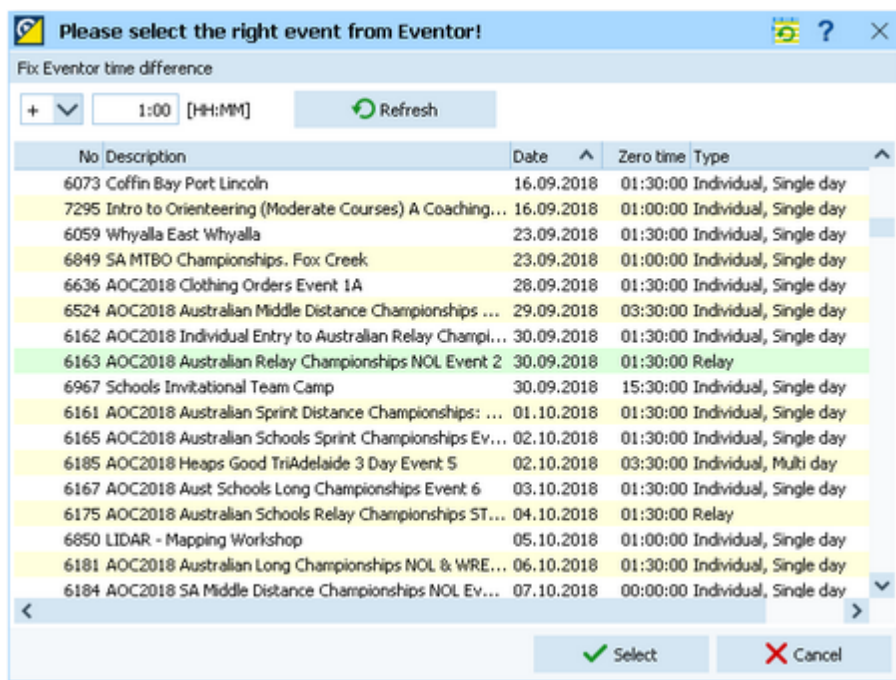 Please select the right event from Eventor!
Fix Eventor time difference
+ 1:00 [HH:MM] Refresh
No Description Date Zero time Type
6073 Coffin Bay Port Lincoln 16.09.2018 01:30:00 Individual, Single day
7295 Intro to Orienteering (Moderate Courses) A Coaching... 16.09.2018 01:00:00 Individual, Single day
6059 Whyalla East Whyalla 23.09.2018 01:30:00 Individual, Single day
6849 SA MTBO Championships. Fox Creek 23.09.2018 01:00:00 Individual, Single day
6636 AOC2018 Clothing Orders Event 1A 28.09.2018 01:30:00 Individual, Single day
6524 AOC2018 Australian Middle Distance Championships ... 29.09.2018 03:30:00 Individual, Single day
6162 AOC2018 Individual Entry to Australian Relay Champi... 30.09.2018 01:30:00 Individual, Single day
6163 AOC2018 Australian Relay Championships NOL Event 2 30.09.2018 01:30:00 Relay
6967 Schools Invitational Team Camp 30.09.2018 15:30:00 Individual, Single day
6161 AOC2018 Australian Sprint Distance Championships: ... 01.10.2018 01:30:00 Individual, Single day
6165 AOC2018 Australian Schools Sprint Championships Ev... 02.10.2018 01:30:00 Individual, Single day
6185 AOC2018 Heaps Good TriAdelaide 3 Day Event 5 02.10.2018 03:30:00 Individual, Multi day
6167 AOC2018 Aust Schools Long Championships Event 6 03.10.2018 01:30:00 Individual, Single day
6175 AOC2018 Australian Schools Relay Championships ST... 04.10.2018 01:30:00 Relay
6850 LIDAR - Mapping Workshop 05.10.2018 01:00:00 Individual, Single day
6181 AOC2018 Australian Long Championships NOL & WRE... 06.10.2018 01:30:00 Individual, Single day
6184 AOC2018 SA Middle Distance Championships NOL Ev... 07.10.2018 00:00:00 Individual, Single day
Select Cancel